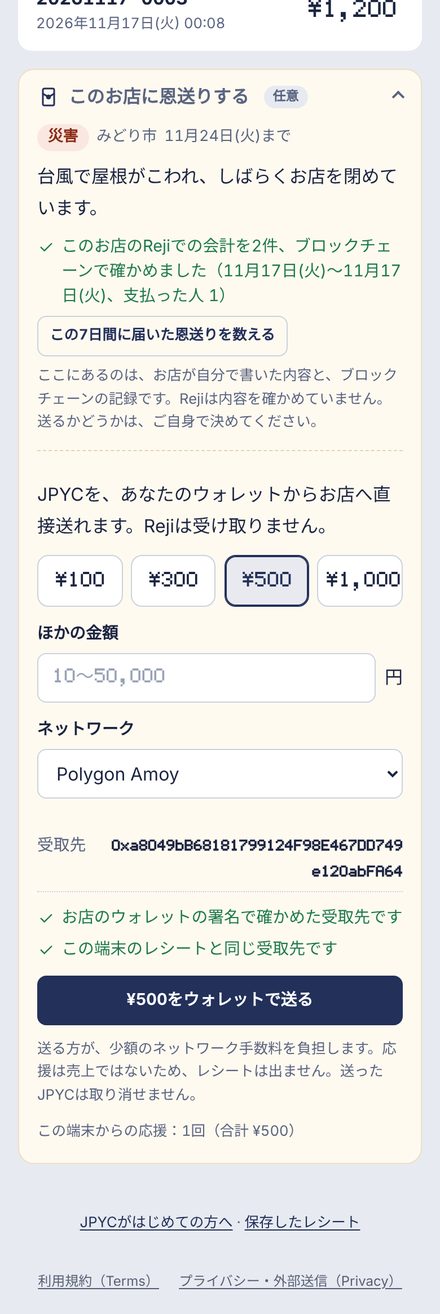 ¥1,200
2026年11月17日(火) 00:08
このお店に恩送りする 任意
災害 みどり市 11月24日(火)まで
台風で屋根がこわれ、しばらくお店を閉めて
います。
✓ このお店のRejiでの会計を2件、ブロックチェ
ーンで確かめました（11月17日(火)〜11月17
日(火)、支払った人 1）
この7日間に届いた恩送りを数える
ここにあるのは、お店が自分で書いた内容と、ブロック
チェーンの記録です。Rejiは内容を確かめていません。
送るかどうかは、ご自身で決めてください。
JPYCを、あなたのウォレットからお店へ直
接送れます。Rejiは受け取りません。
¥100 ¥300 ¥500 ¥1,000
ほかの金額
10〜50,000 円
ネットワーク
Polygon Amoy
受取先 0xa8049bB68181799124F98E467DD749
e120abFA64
✓ お店のウォレットの署名で確かめた受取先です
✓ この端末のレシートと同じ受取先です
¥500をウォレットで送る
送る方が、少額のネットワーク手数料を負担します。応
援は売上ではないため、レシートは出ません。送った
JPYCは取り消せません。
この端末からの応援：1回（合計 ¥500）
JPYCがはじめての方へ · 保存したレシート
利用規約（Terms） プライバシー・外部送信（Privacy）